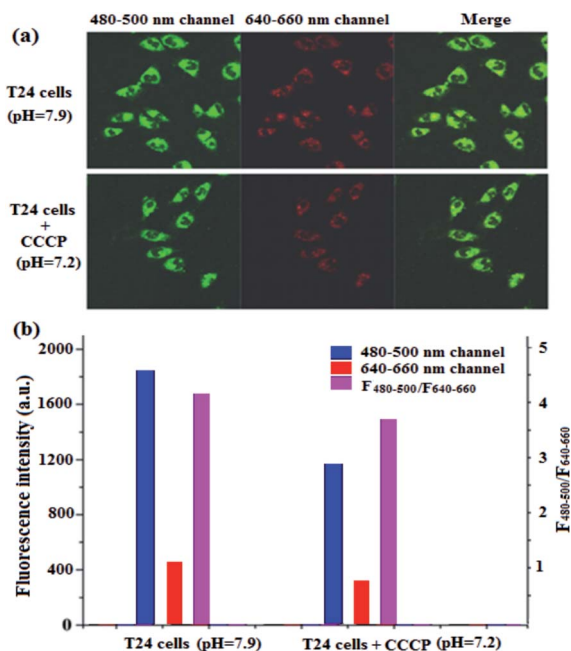 (a)
480-500 nm channel 640-660 nm channel Merge
T24 cells
(pH=7.9)
T24 cells
+
CCCP
(pH=7.2)
(b)
2000
1600
1200
800
400
0
Fluorescence intensity (a.u.)
480-500 nm channel
640-660 nm channel
F480-500/F640-660
5
4
3
2
1
F480-500/F640-660
T24 cells (pH=7.9) T24 cells + CCCP (pH=7.2)